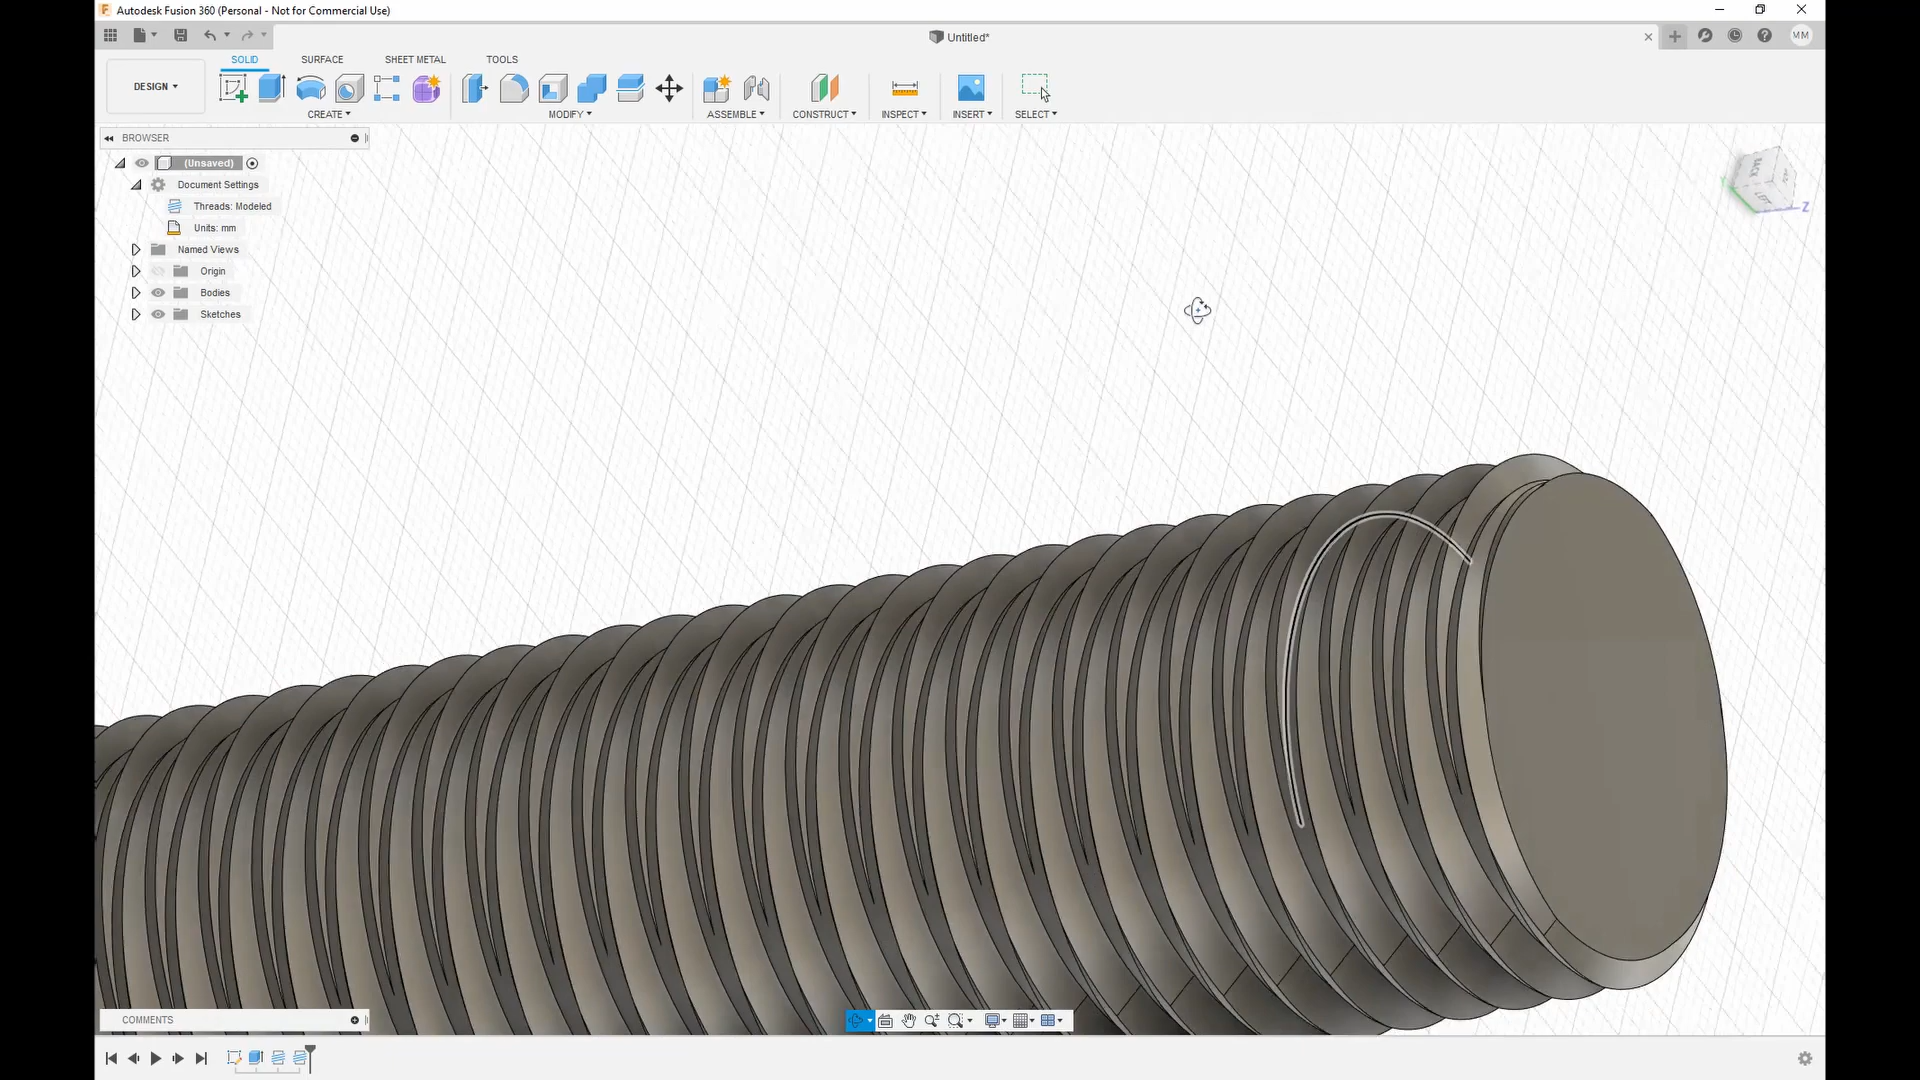 Autodesk Fusion 360 (Personal - Not for Commercial Use)
Untitled*
MM
SOLID SURFACE SHEET METAL TOOLS
DESIGN
CREATE MODIFY ASSEMBLE CONSTRUCT INSPECT INSERT SELECT
BROWSER
(Unsaved)
Document Settings
Threads: Modeled
Units: mm
Named Views
Origin
Bodies
Sketches
Y
Z
COMMENTS